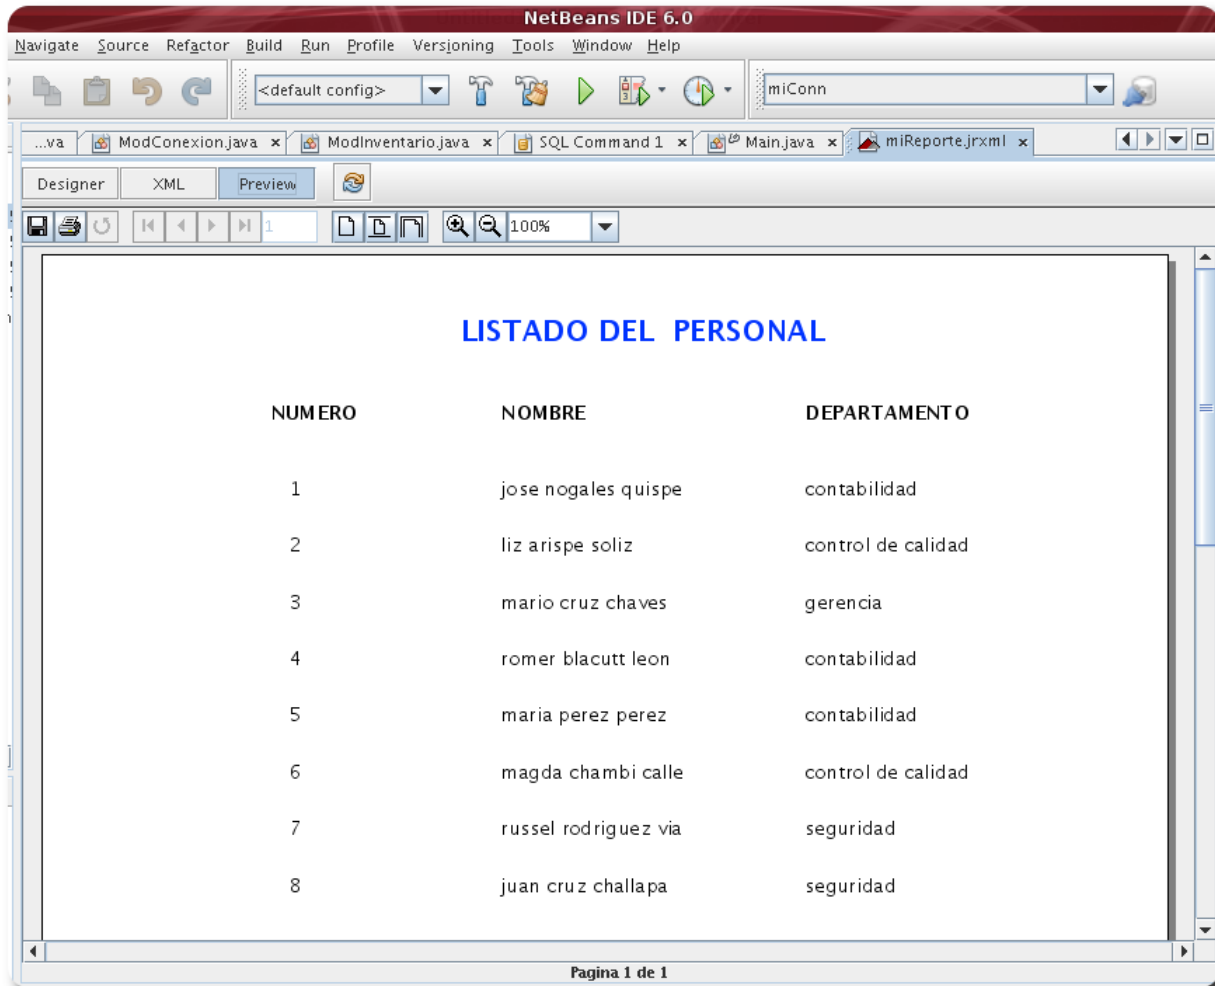 NetBeans IDE 6.0
Navigate Source Refactor Build Run Profile Versioning Tools Window Help
<default config> miConn
...va ModConexion.java x ModInventario.java x SQL Command 1 x Main.java x miReporte.jrxml x
Designer XML Preview
1 100%
LISTADO DEL PERSONAL
NUMERO NOMBRE DEPARTAMENTO
1 jose nogales quispe contabilidad
2 liz arispe soliz control de calidad
3 mario cruz chaves gerencia
4 romer blacutt leon contabilidad
5 maria perez perez contabilidad
6 magda chambi calle control de calidad
7 russel rodriguez via seguridad
8 juan cruz challapa seguridad
Pagina 1 de 1